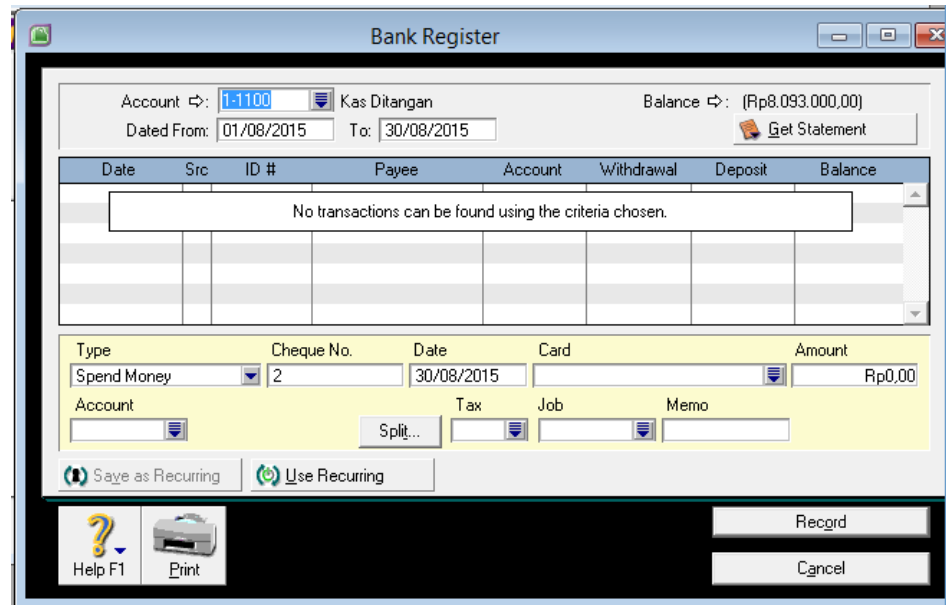 Bank Register
Account ⇨: 1-1100 Kas Ditangan Balance ⇨: (Rp8.093.000,00)
Dated From: 01/08/2015 To: 30/08/2015 Get Statement
Date Src ID # Payee Account Withdrawal Deposit Balance
No transactions can be found using the criteria chosen.
Type Cheque No. Date Card Amount
Spend Money 2 30/08/2015 Rp0,00
Account Tax Job Memo
Split...
Save as Recurring Use Recurring
Record
Help F1 Print Cancel